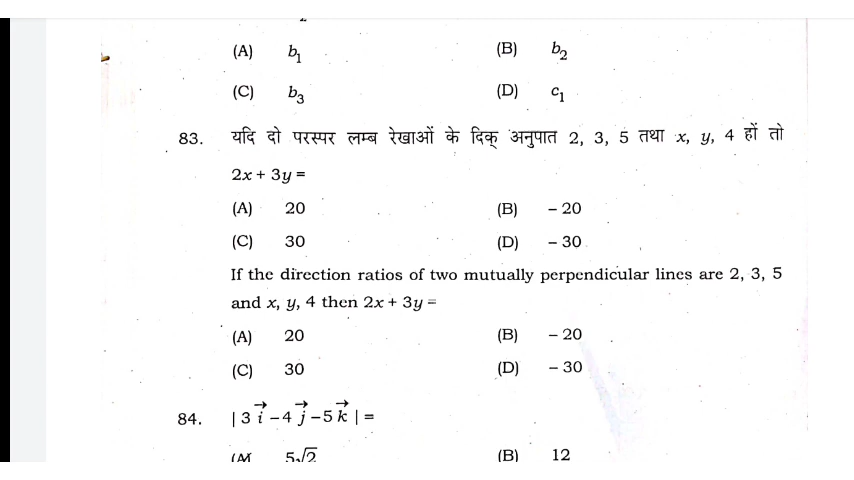 (A) b₁ (B) b₂
(C) b₃ (D) c₁
83. यदि दो परस्पर लम्ब रेखाओं के दिक् अनुपात 2, 3, 5 तथा x, y, 4 हों तो
2x + 3y =
(A) 20 (B) – 20
(C) 30 (D) – 30
If the direction ratios of two mutually perpendicular lines are 2, 3, 5
and x, y, 4 then 2x + 3y =
(A) 20 (B) – 20
(C) 30 (D) – 30
84. | 3 i⃗ – 4 j⃗ – 5 k⃗ | =
(A) 5√2 (B) 12